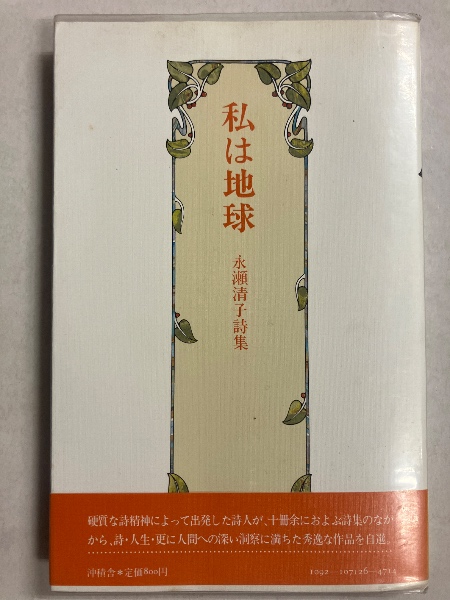 私は地球
永瀬清子詩集
硬質な詩精神によって出発した詩人が、十冊余におよぶ詩集のなか
から、詩・人生・更に人間への深い洞察に満ちた秀逸な作品を自選。
沖積舎＊定価800円
1092—107126—4714